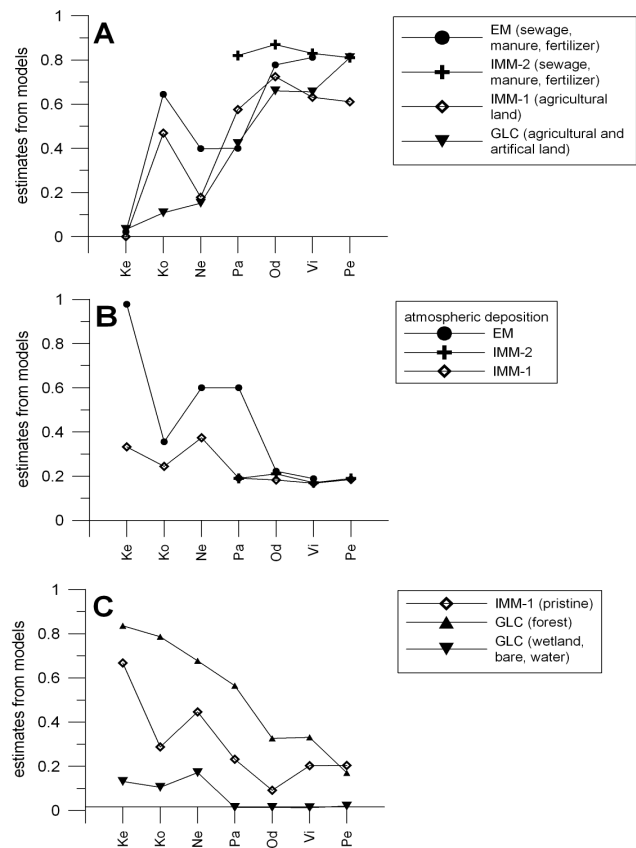 A
estimates from models
1
0.8
0.6
0.4
0.2
0
Ke
Ko
Ne
Pa
Od
Vi
Pe
EM (sewage,
manure, fertilizer)
IMM-2 (sewage,
manure, fertilizer)
IMM-1 (agricultural
land)
GLC (agricultural and
artifical land)
B
estimates from models
1
0.8
0.6
0.4
0.2
0
Ke
Ko
Ne
Pa
Od
Vi
Pe
atmospheric deposition
EM
IMM-2
IMM-1
C
estimates from models
1
0.8
0.6
0.4
0.2
0
Ke
Ko
Ne
Pa
Od
Vi
Pe
IMM-1 (pristine)
GLC (forest)
GLC (wetland,
bare, water)